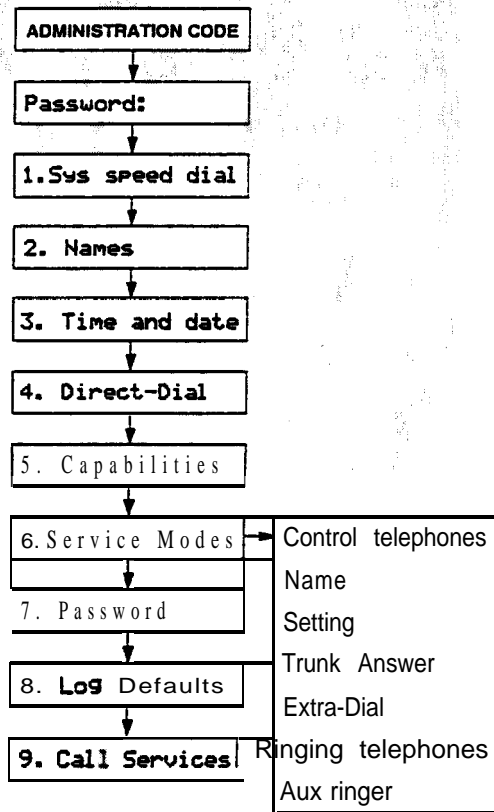 ADMINISTRATION CODE
Password:
1.Sys speed dial
2. Names
3. Time and date
4. Direct-Dial
5. Capabilities
6. Service Modes
Control telephones
Name
Setting
Trunk Answer
Extra-Dial
Ringing telephones
Aux ringer
7. Password
8. Log Defaults
9. Call Services